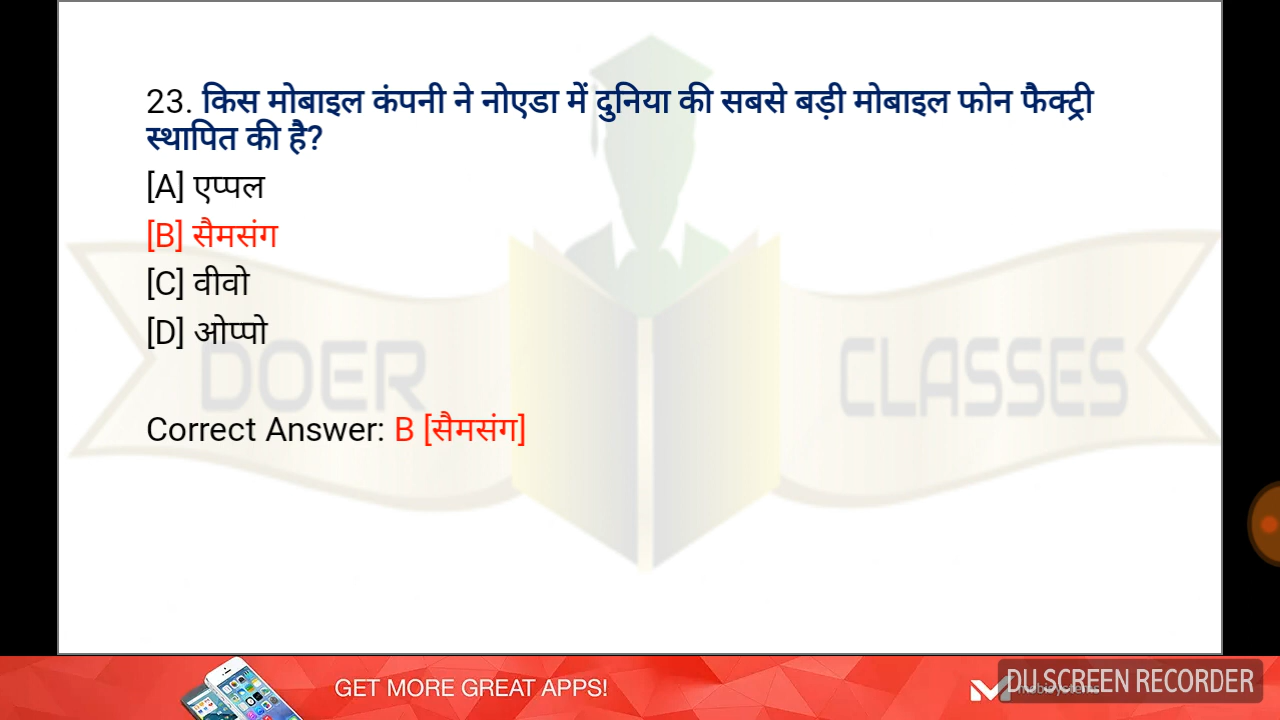 23. किस मोबाइल कंपनी ने नोएडा में दुनिया की सबसे बड़ी मोबाइल फोन फैक्ट्री
स्थापित की है?
[A] एप्पल
[B] सैमसंग
[C] वीवो
[D] ओप्पो
DOER CLASSES
Correct Answer: B [सैमसंग]
GET MORE GREAT APPS!
mobisystems
DU SCREEN RECORDER